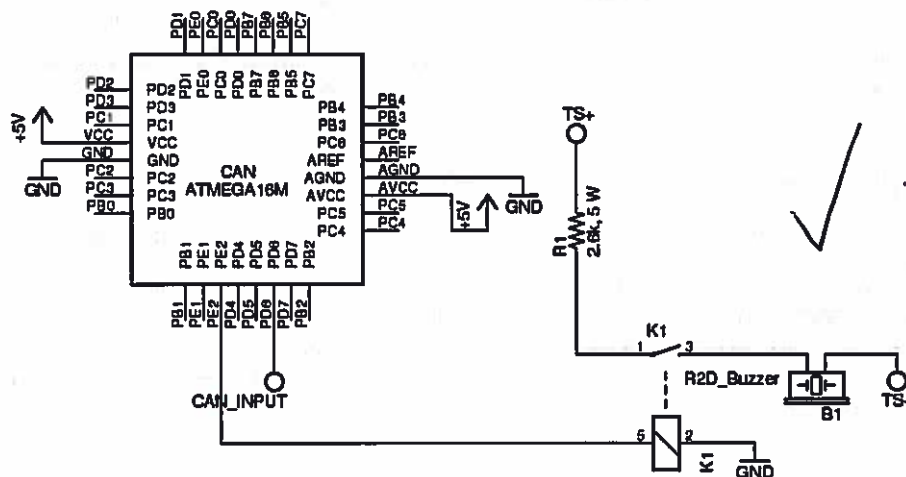 PD1 PE0 PC0 PD0 PB7 PB6 PB5 PC7
PD1 PE0 PC0 PD0 PB7 PB6 PB5 PC7
PD2 PD2
PD3 PD3
PC1 PC1
VCC VCC
GND GND
PC2 PC2
PC3 PC3
PB0 PB0
+5V
GND
CAN
ATMEGA16M
PB4 PB4
PB3 PB3
PC6 PC6
AREF AREF
AGND AGND
AVCC AVCC
PC5 PC5
PC4 PC4
+5V
GND
PB1 PE1 PE2 PD4 PD5 PD6 PD7 PB2
PB1 PE1 PE2 PD4 PD5 PD6 PD7 PB2
CAN_INPUT
TS+
R1
2.6k, 5 W
K1
1 3
R2D_Buzzer
B1
TS-
5 2
K1
GND